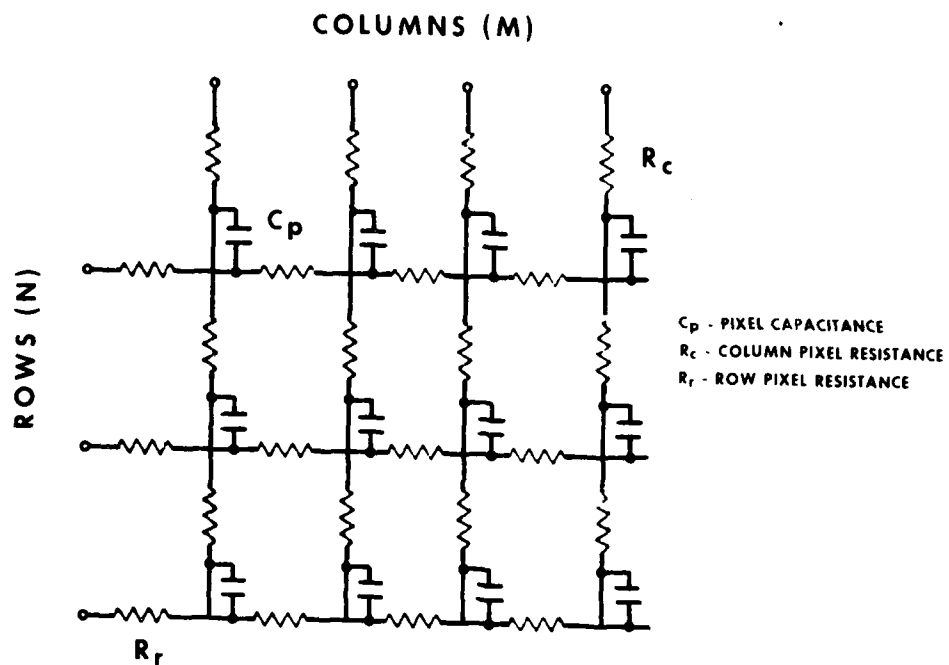 COLUMNS (M)
Rc
Cp
ROWS (N)
Cp - PIXEL CAPACITANCE
Rc - COLUMN PIXEL RESISTANCE
Rr - ROW PIXEL RESISTANCE
Rr